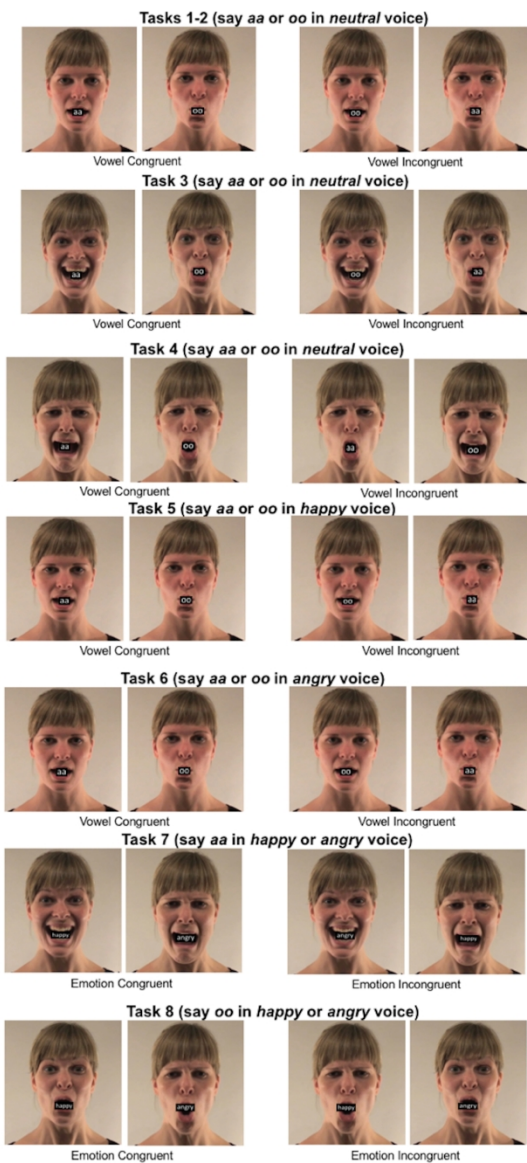 Tasks 1-2 (say aa or oo in neutral voice)
aa oo oo aa
Vowel Congruent Vowel Incongruent
Task 3 (say aa or oo in neutral voice)
aa oo oo aa
Vowel Congruent Vowel Incongruent
Task 4 (say aa or oo in neutral voice)
aa oo aa oo
Vowel Congruent Vowel Incongruent
Task 5 (say aa or oo in happy voice)
aa oo oo aa
Vowel Congruent Vowel Incongruent
Task 6 (say aa or oo in angry voice)
aa oo oo aa
Vowel Congruent Vowel Incongruent
Task 7 (say aa in happy or angry voice)
happy angry angry happy
Emotion Congruent Emotion Incongruent
Task 8 (say oo in happy or angry voice)
happy angry happy angry
Emotion Congruent Emotion Incongruent